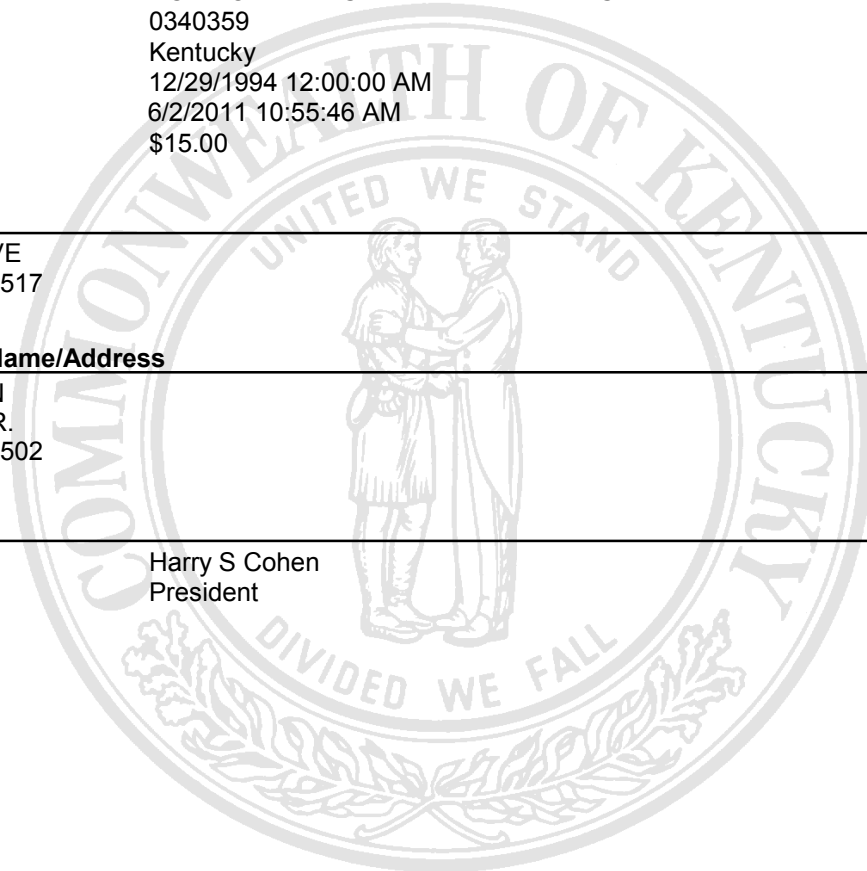 0340359
Kentucky
12/29/1994 12:00:00 AM
6/2/2011 10:55:46 AM
$15.00
COMMONWEALTH OF KENTUCKY
UNITED WE STAND
VE
517
Name/Address
N
R.
502
Harry S Cohen
President
DIVIDED WE FALL